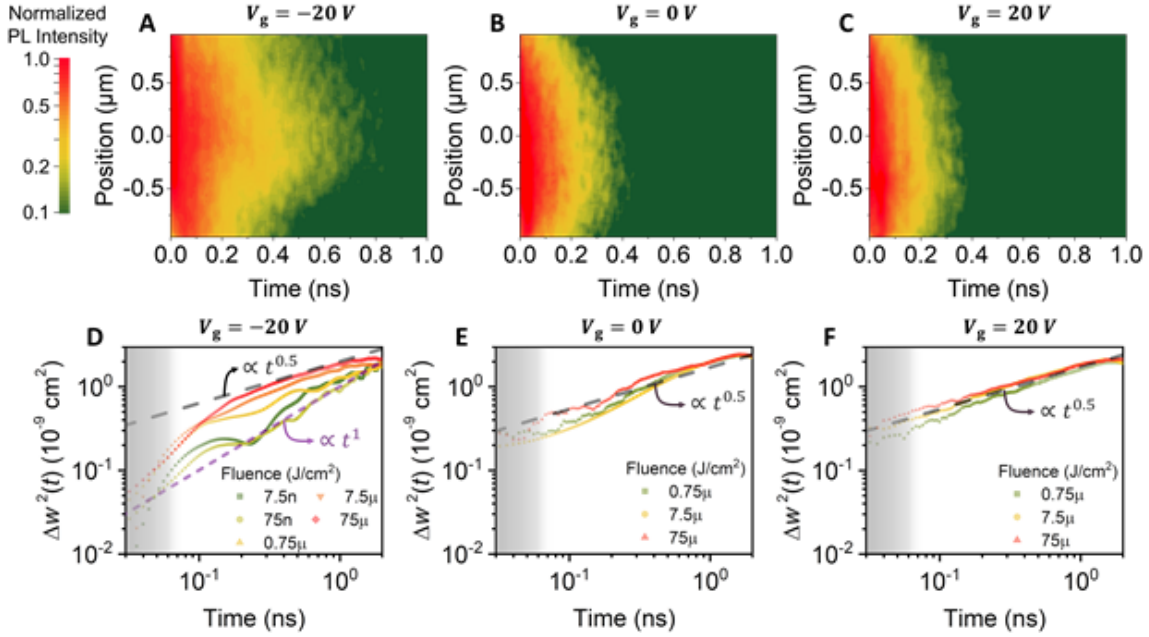 Normalized
PL Intensity
1.0
0.5
0.2
0.1
A
V_g = −20 V
Position (μm)
0.5
0.0
-0.5
0.0 0.2 0.4 0.6 0.8 1.0
Time (ns)
B
V_g = 0 V
Position (μm)
0.5
0.0
-0.5
0.0 0.2 0.4 0.6 0.8 1.0
Time (ns)
C
V_g = 20 V
Position (μm)
0.5
0.0
-0.5
0.0 0.2 0.4 0.6 0.8 1.0
Time (ns)
D
V_g = −20 V
Δw²(t) (10⁻⁹ cm²)
10⁰
10⁻¹
10⁻²
∝ t^0.5
∝ t¹
Fluence (J/cm²)
7.5n 7.5μ
75n 75μ
0.75μ
10⁻¹ 10⁰
Time (ns)
E
V_g = 0 V
Δw²(t) (10⁻⁹ cm²)
10⁰
10⁻¹
10⁻²
∝ t^0.5
Fluence (J/cm²)
0.75μ
7.5μ
75μ
10⁻¹ 10⁰
Time (ns)
F
V_g = 20 V
Δw²(t) (10⁻⁹ cm²)
10⁰
10⁻¹
10⁻²
∝ t^0.5
Fluence (J/cm²)
0.75μ
7.5μ
75μ
10⁻¹ 10⁰
Time (ns)